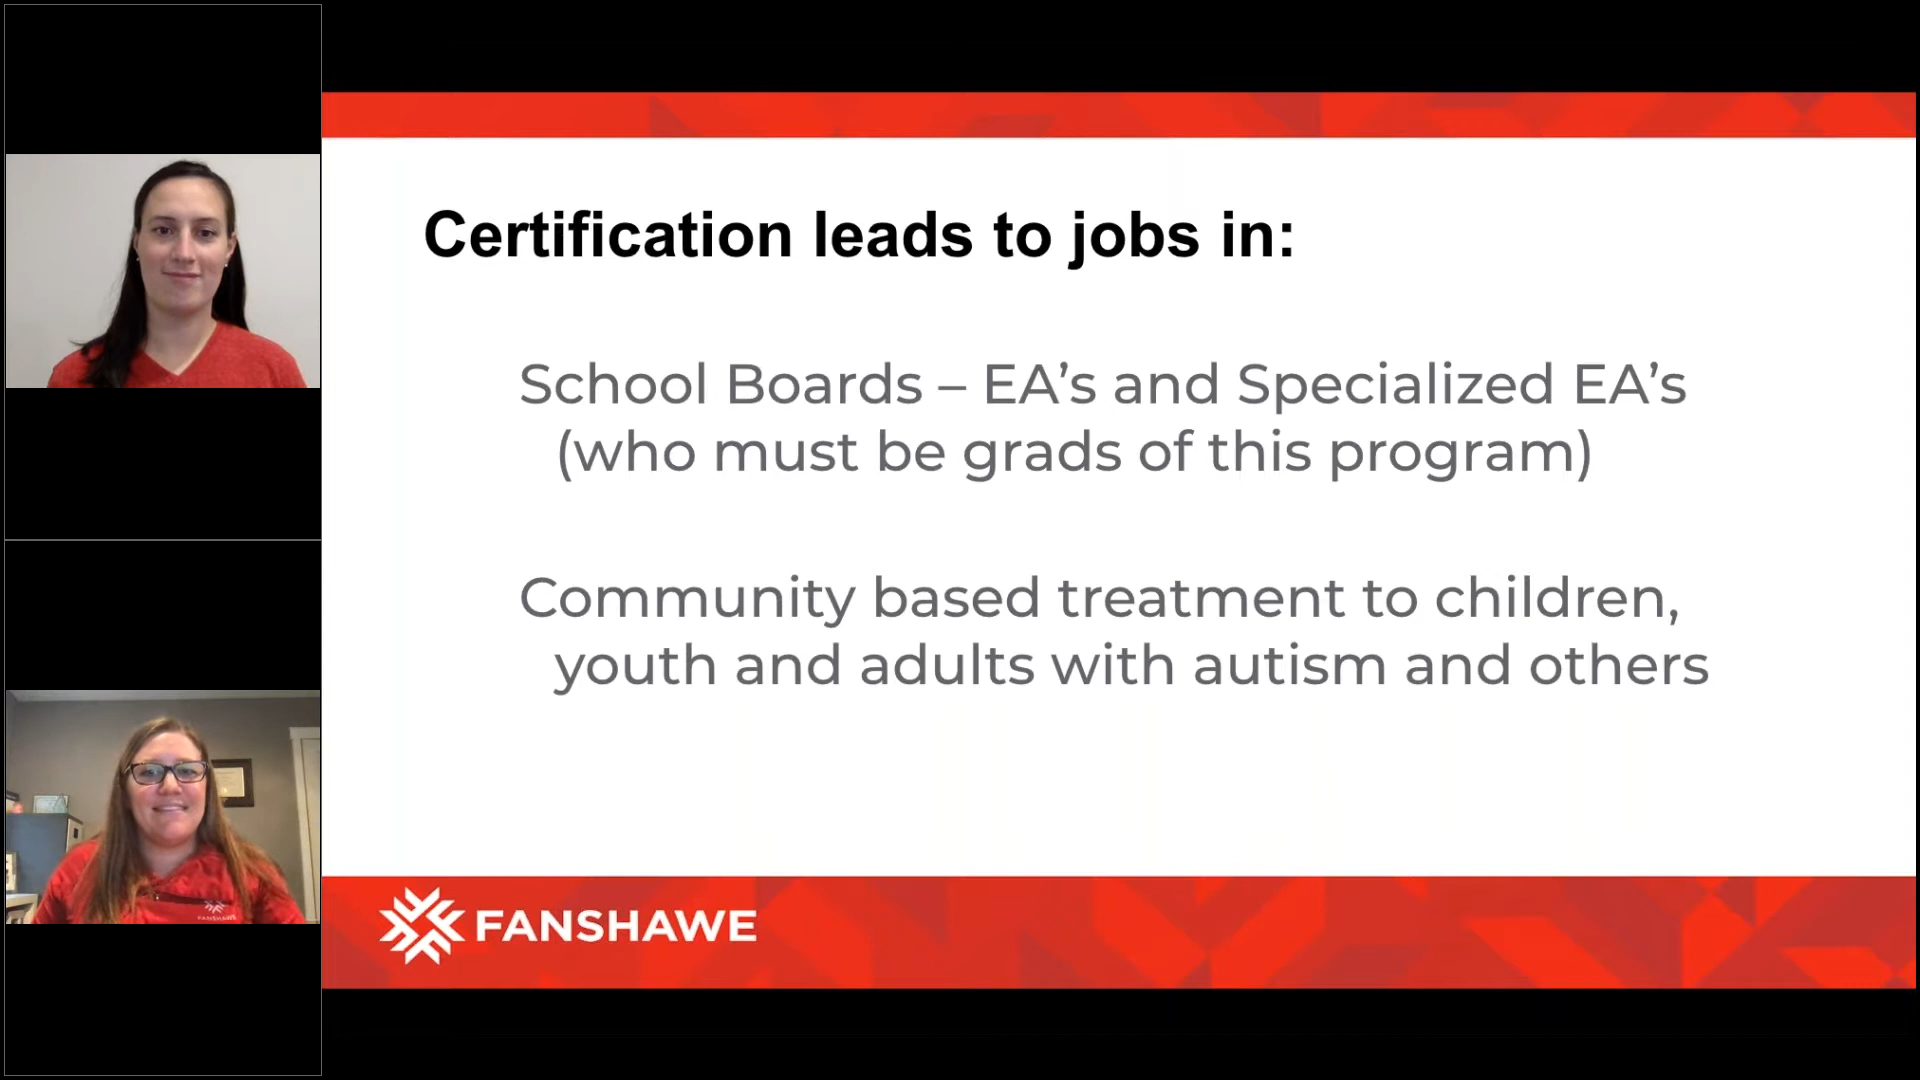 Certification leads to jobs in:
School Boards – EA’s and Specialized EA’s
(who must be grads of this program)
Community based treatment to children,
youth and adults with autism and others
FANSHAWE
FANSHAWE